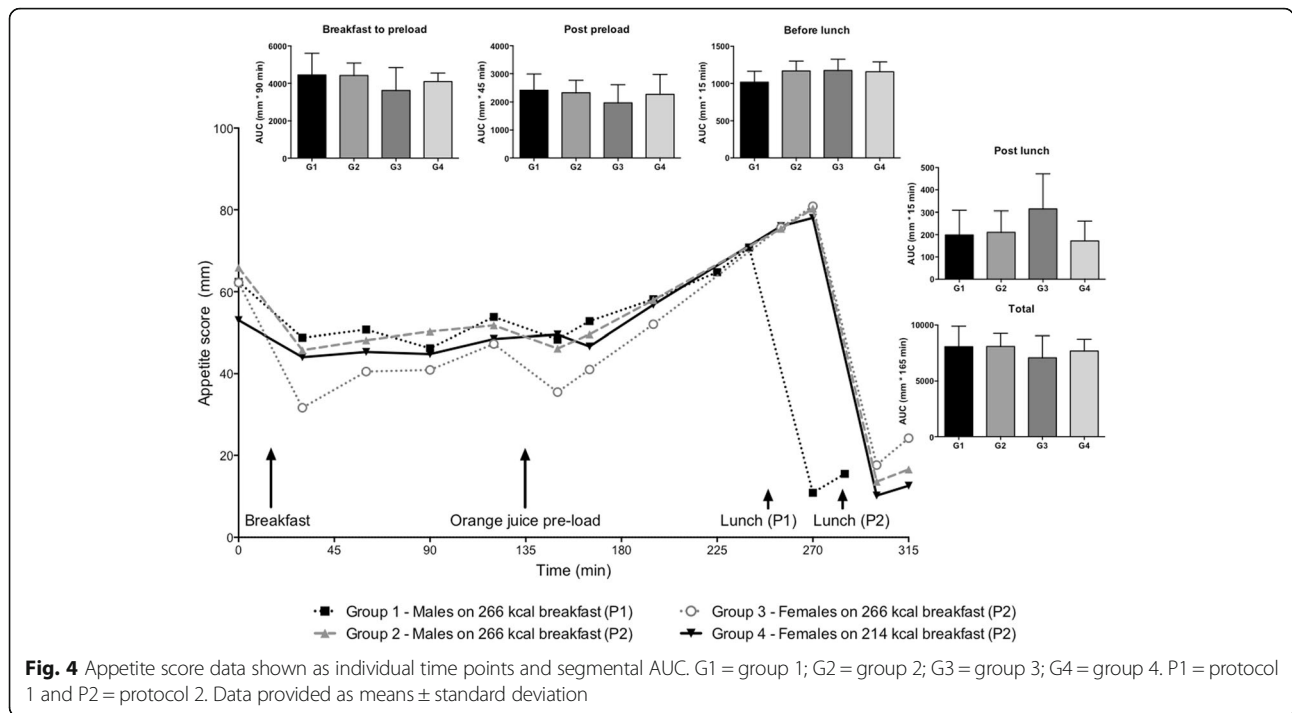 Breakfast to preload
AUC (mm * 90 min)
6000
4000
2000
0
G1 G2 G3 G4
Post preload
AUC (mm * 45 min)
4000
3000
2000
1000
0
G1 G2 G3 G4
Before lunch
AUC (mm * 15 min)
1500
1000
500
0
G1 G2 G3 G4
Post lunch
AUC (mm * 15 min)
500
400
300
200
100
0
G1 G2 G3 G4
Total
AUC (mm * 165 min)
10000
5000
0
G1 G2 G3 G4
Appetite score (mm)
100
80
60
40
20
0
Breakfast
Orange juice pre-load
Lunch (P1)
Lunch (P2)
0 45 90 135 180 225 270 315
Time (min)
Group 1 - Males on 266 kcal breakfast (P1)
Group 2 - Males on 266 kcal breakfast (P2)
Group 3 - Females on 266 kcal breakfast (P2)
Group 4 - Females on 214 kcal breakfast (P2)
Fig. 4 Appetite score data shown as individual time points and segmental AUC. G1 = group 1; G2 = group 2; G3 = group 3; G4 = group 4. P1 = protocol
1 and P2 = protocol 2. Data provided as means ± standard deviation